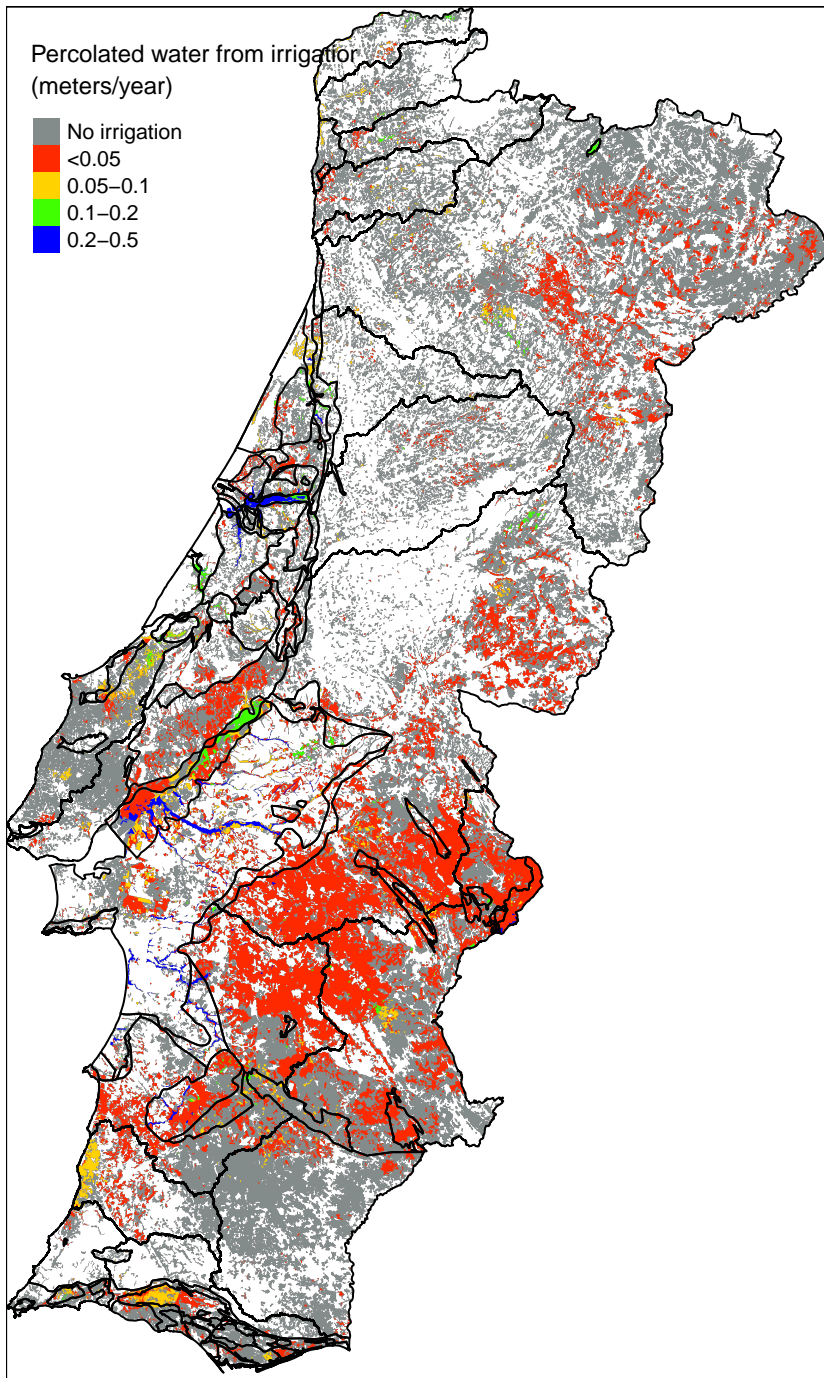 Percolated water from irrigation
(meters/year)
No irrigation
<0.05
0.05−0.1
0.1−0.2
0.2−0.5